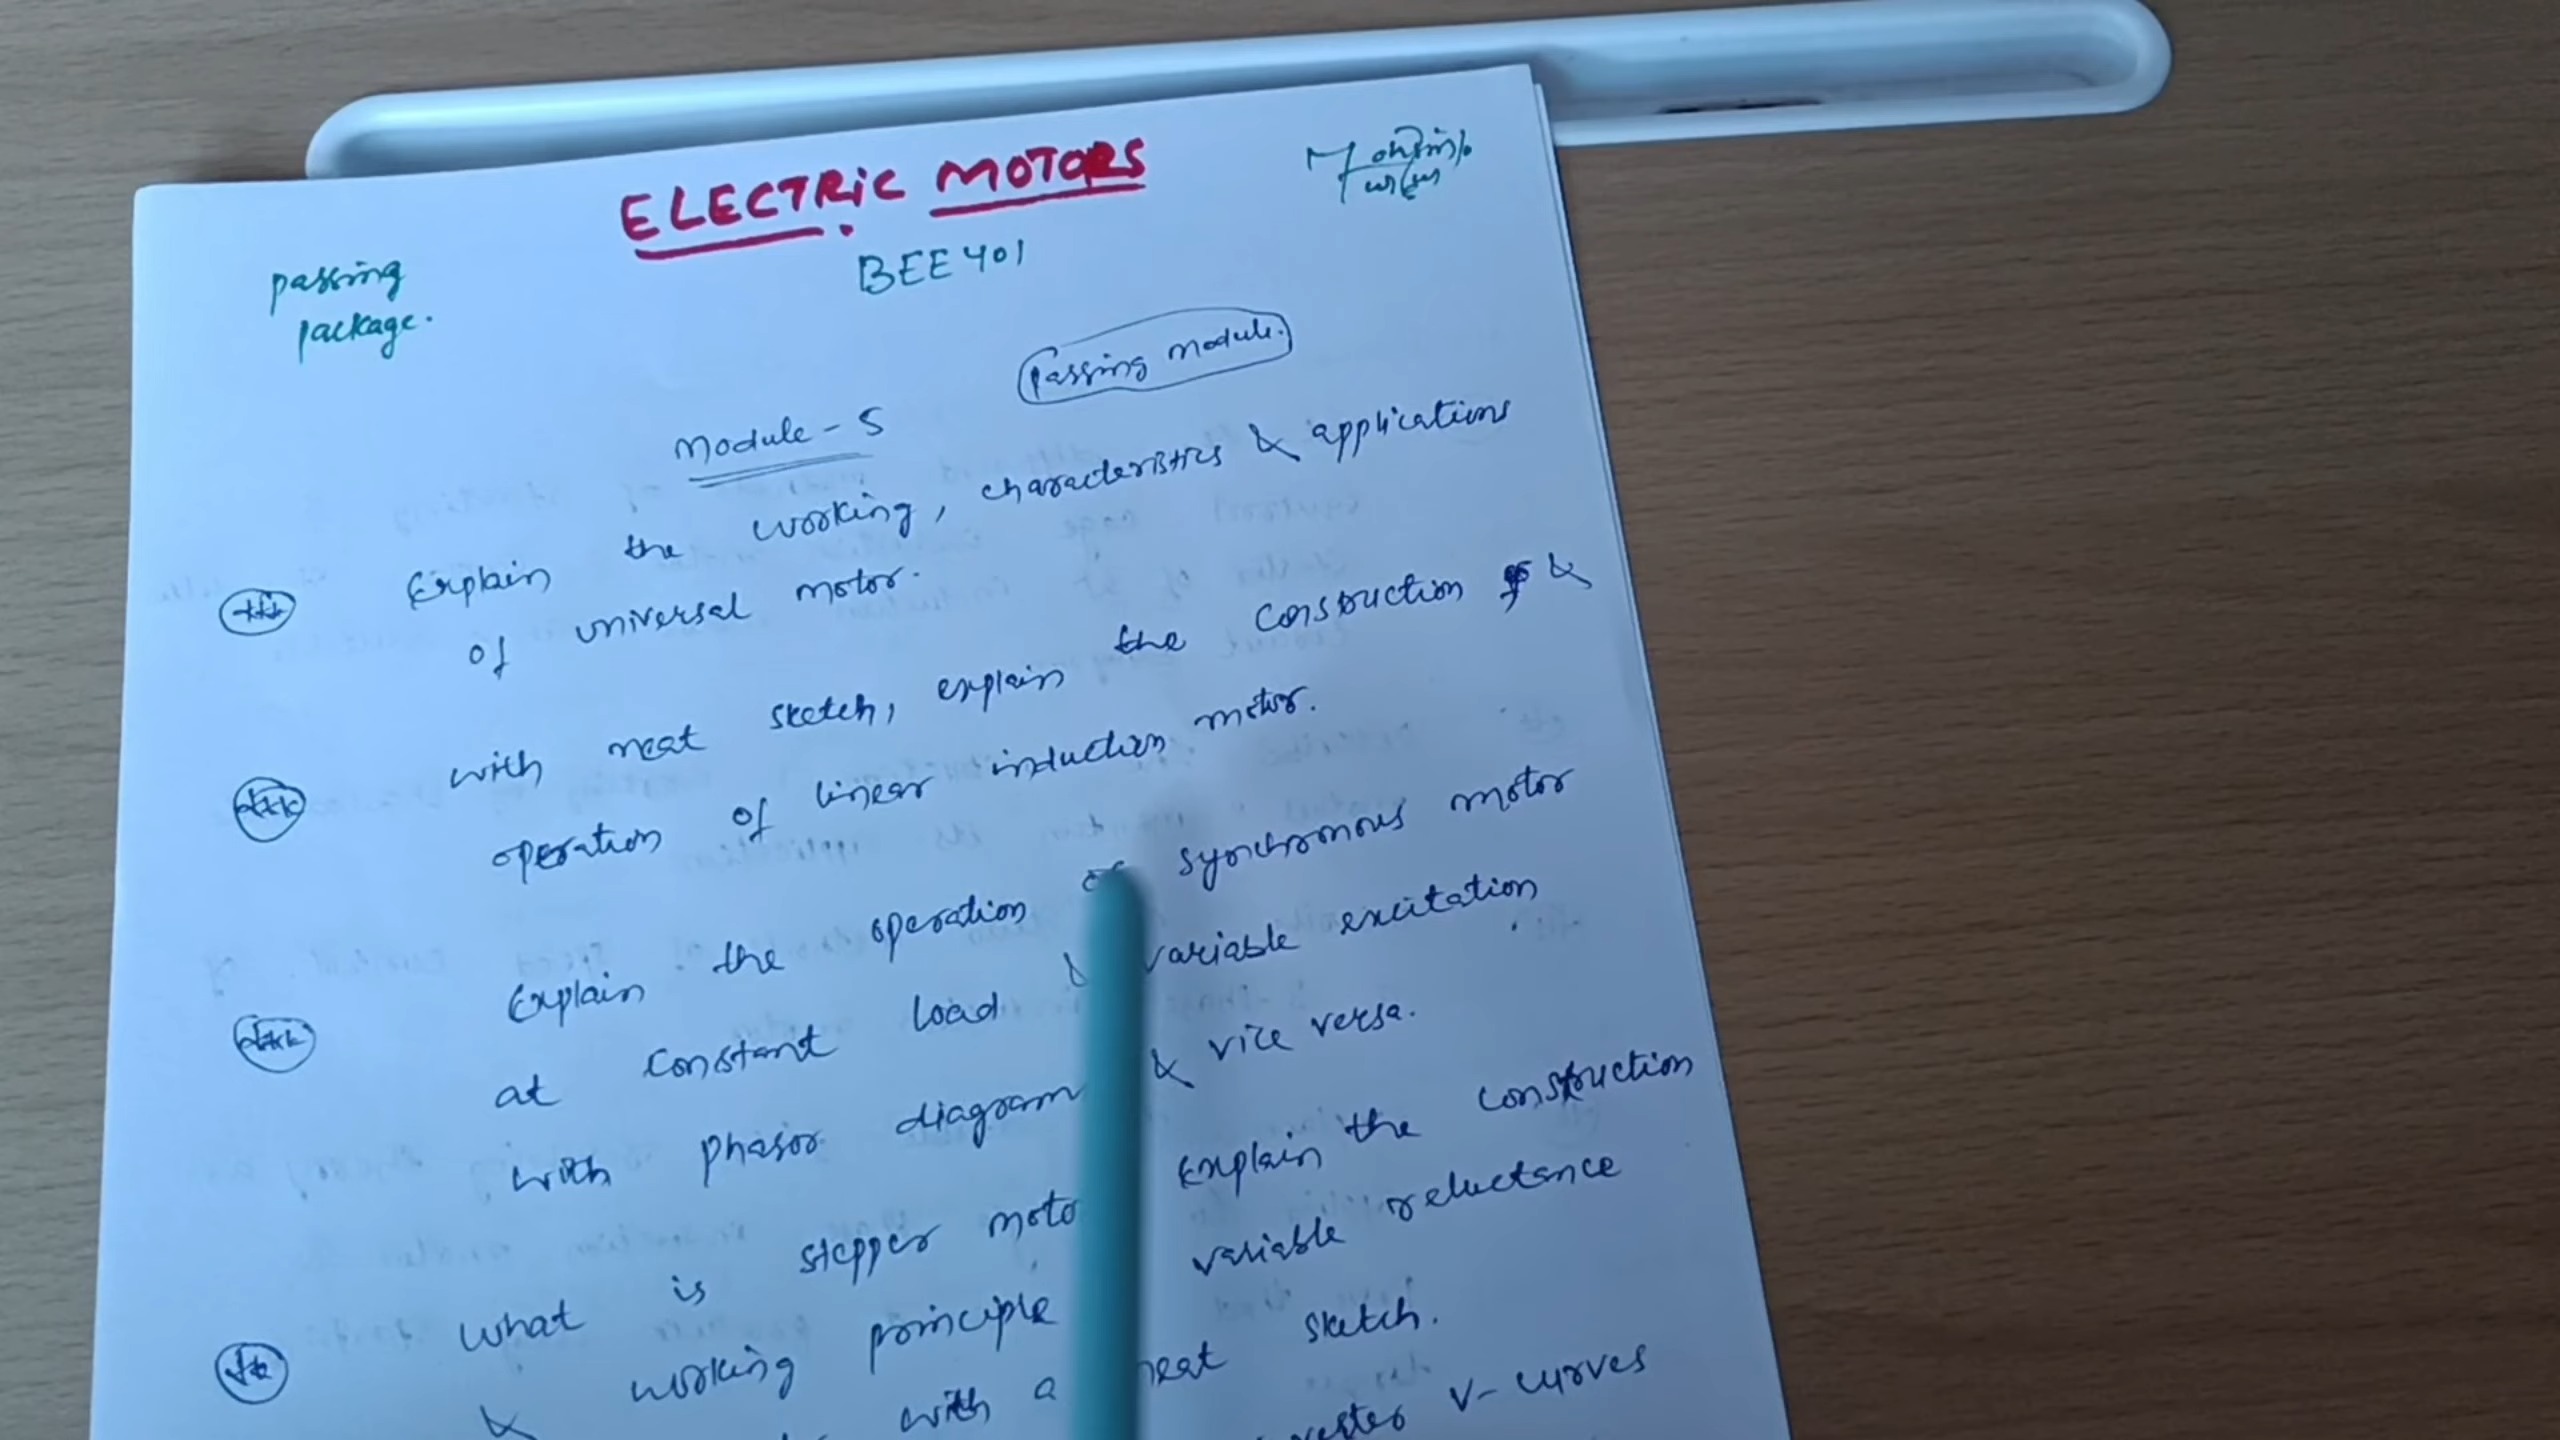 ELECTRIC MOTORS
BEE401
passing
package.
passing module.
Module-5
Explain the working, characteristics & applications
of universal motor.
with neat sketch, explain the construction &
operation of linear induction motor.
Explain the operation of synchronous motor
at constant load & variable excitation
with phasor diagram & vice versa.
What is stepper moto Explain the construction
& working principle variable reluctance
with a neat sketch.
V-curves